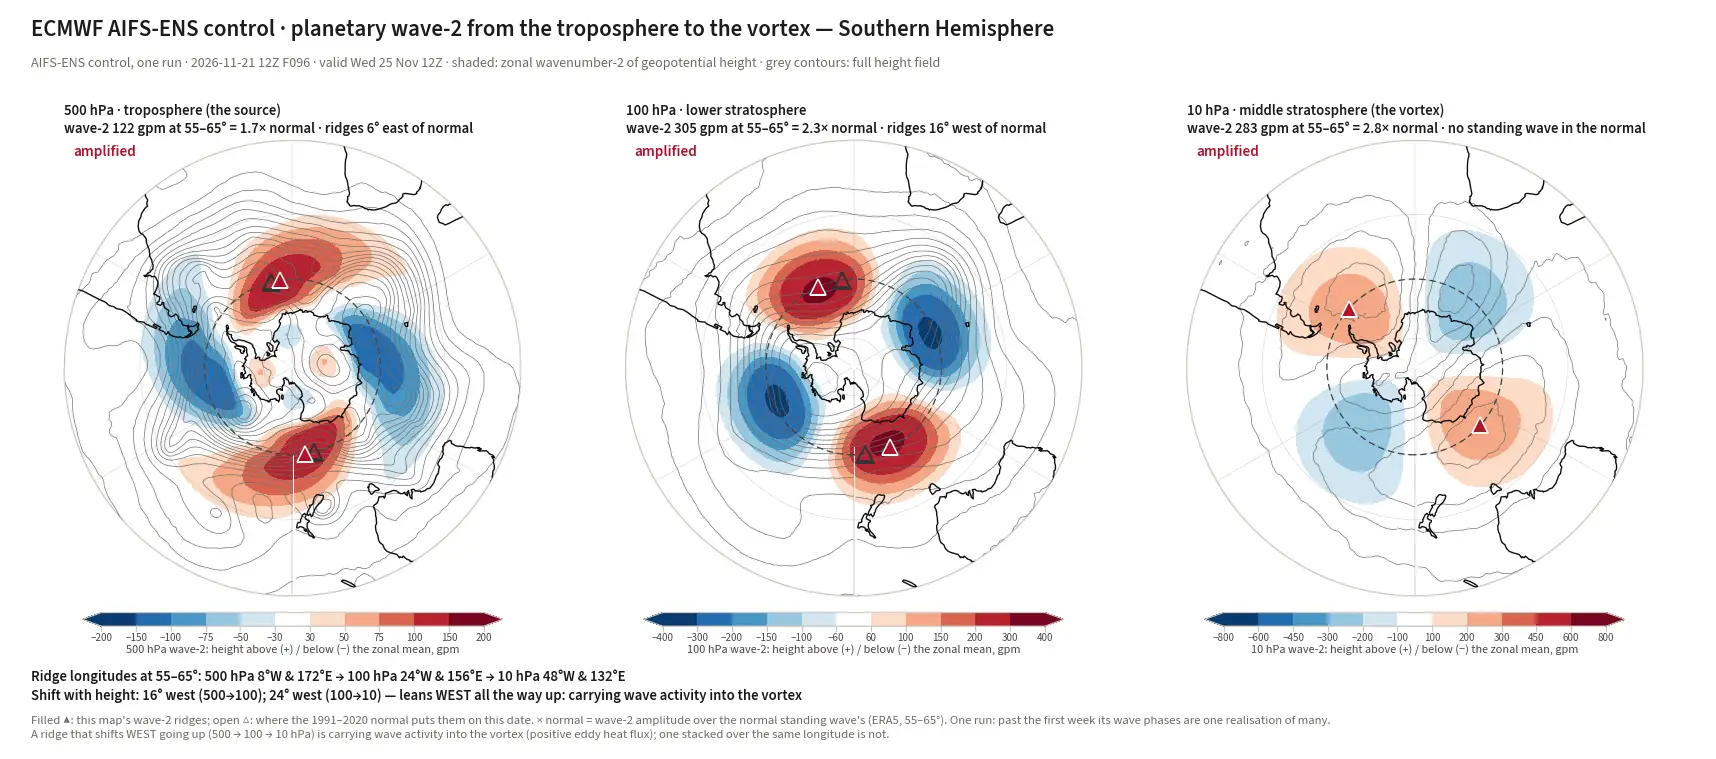 ECMWF AIFS-ENS control · planetary wave-2 from the troposphere to the vortex — Southern Hemisphere
AIFS-ENS control, one run · 2026-11-21 12Z F096 · valid Wed 25 Nov 12Z · shaded: zonal wavenumber-2 of geopotential height · grey contours: full height field
500 hPa · troposphere (the source)
wave-2 122 gpm at 55–65° = 1.7× normal · ridges 6° east of normal
amplified
100 hPa · lower stratosphere
wave-2 305 gpm at 55–65° = 2.3× normal · ridges 16° west of normal
amplified
10 hPa · middle stratosphere (the vortex)
wave-2 283 gpm at 55–65° = 2.8× normal · no standing wave in the normal
amplified
−200 −150 −100 −75 −50 −30 30 50 75 100 150 200
500 hPa wave-2: height above (+) / below (−) the zonal mean, gpm
−400 −300 −200 −150 −100 −60 60 100 150 200 300 400
100 hPa wave-2: height above (+) / below (−) the zonal mean, gpm
−800 −600 −450 −300 −200 −100 100 200 300 450 600 800
10 hPa wave-2: height above (+) / below (−) the zonal mean, gpm
Ridge longitudes at 55–65°: 500 hPa 8°W & 172°E → 100 hPa 24°W & 156°E → 10 hPa 48°W & 132°E
Shift with height: 16° west (500→100); 24° west (100→10) — leans WEST all the way up: carrying wave activity into the vortex
Filled ▲: this map's wave-2 ridges; open △: where the 1991–2020 normal puts them on this date. × normal = wave-2 amplitude over the normal standing wave's (ERA5, 55–65°). One run: past the first week its wave phases are one realisation of many.
A ridge that shifts WEST going up (500 → 100 → 10 hPa) is carrying wave activity into the vortex (positive eddy heat flux); one stacked over the same longitude is not.